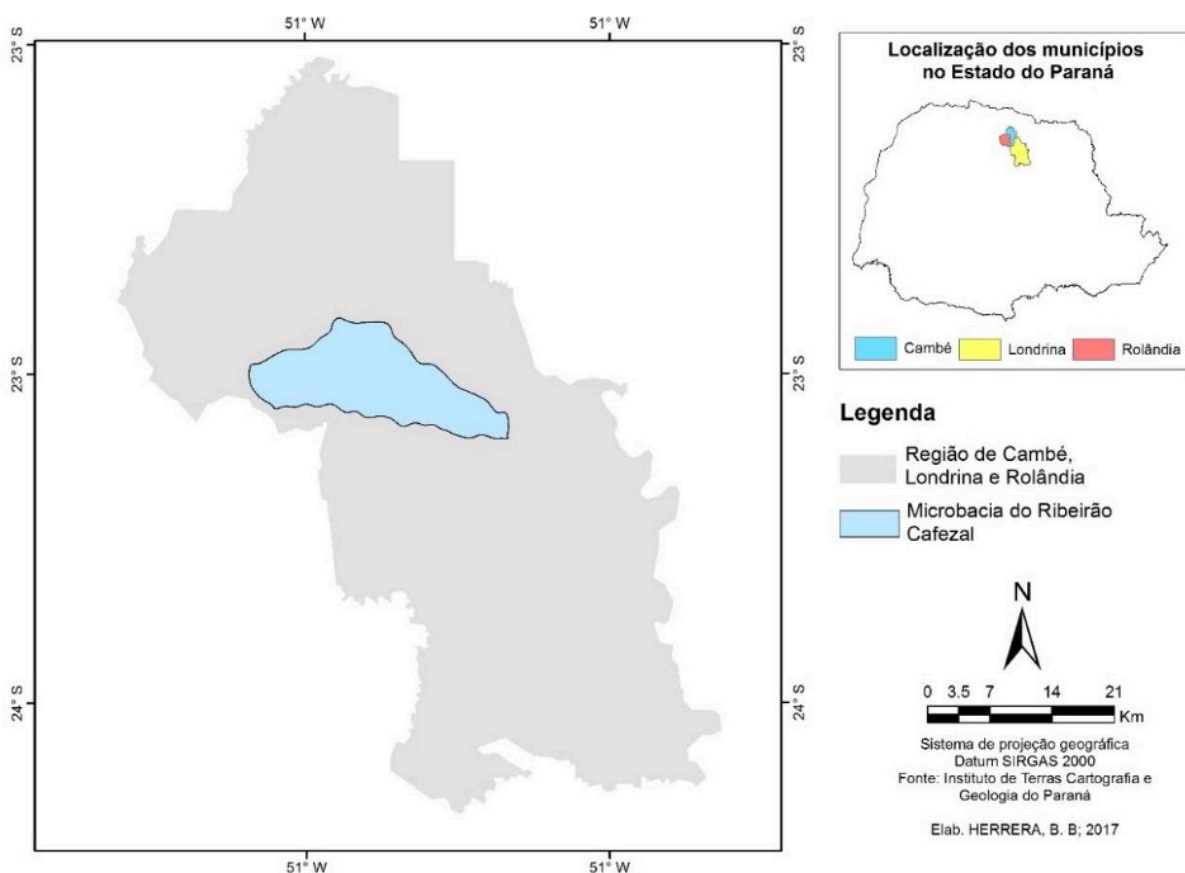 51° W
51° W
23° S
23° S
23° S
23° S
24° S
24° S
51° W
51° W
Localização dos municípios
no Estado do Paraná
Cambé
Londrina
Rolândia
Legenda
Região de Cambé,
Londrina e Rolândia
Microbacia do Ribeirão
Cafezal
N
0 3.5 7 14 21
Km
Sistema de projeção geográfica
Datum SIRGAS 2000
Fonte: Instituto de Terras Cartografia e
Geologia do Paraná
Elab. HERRERA, B. B; 2017